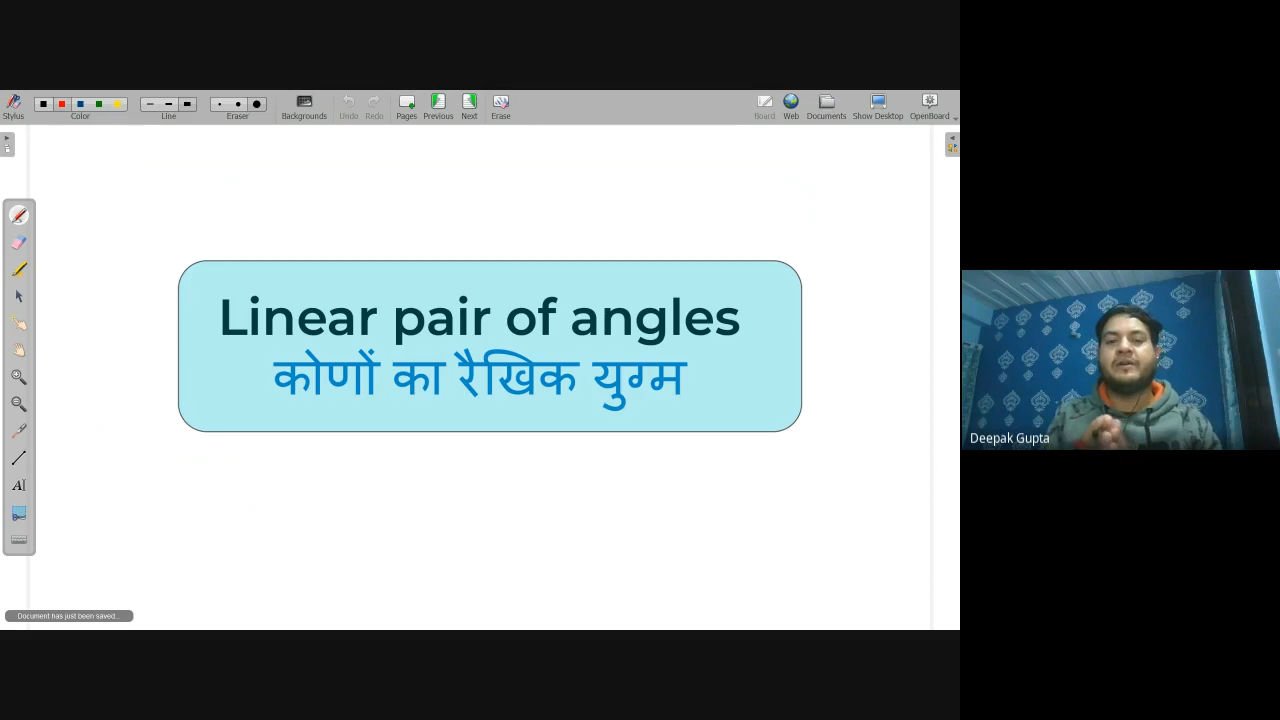 Stylus
Color
Line
Eraser
Backgrounds
Undo
Redo
Pages
Previous
Next
Erase
Board
Web
Documents
Show Desktop
OpenBoard
Linear pair of angles
कोणों का रैखिक युग्म
AI
Deepak Gupta
Document has just been saved...